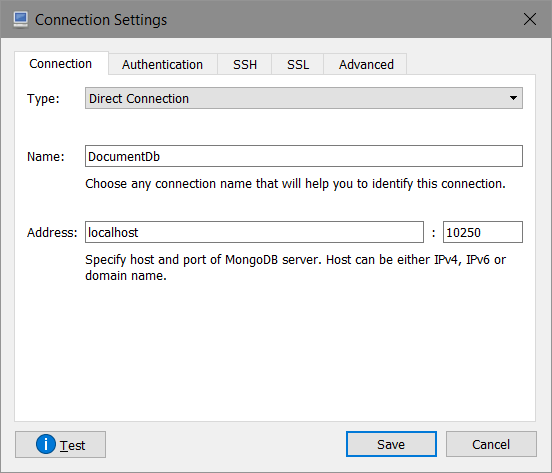 Connection Settings
Connection Authentication SSH SSL Advanced
Type: Direct Connection
Name: DocumentDb
Choose any connection name that will help you to identify this connection.
Address: localhost : 10250
Specify host and port of MongoDB server. Host can be either IPv4, IPv6 or
domain name.
Test Save Cancel